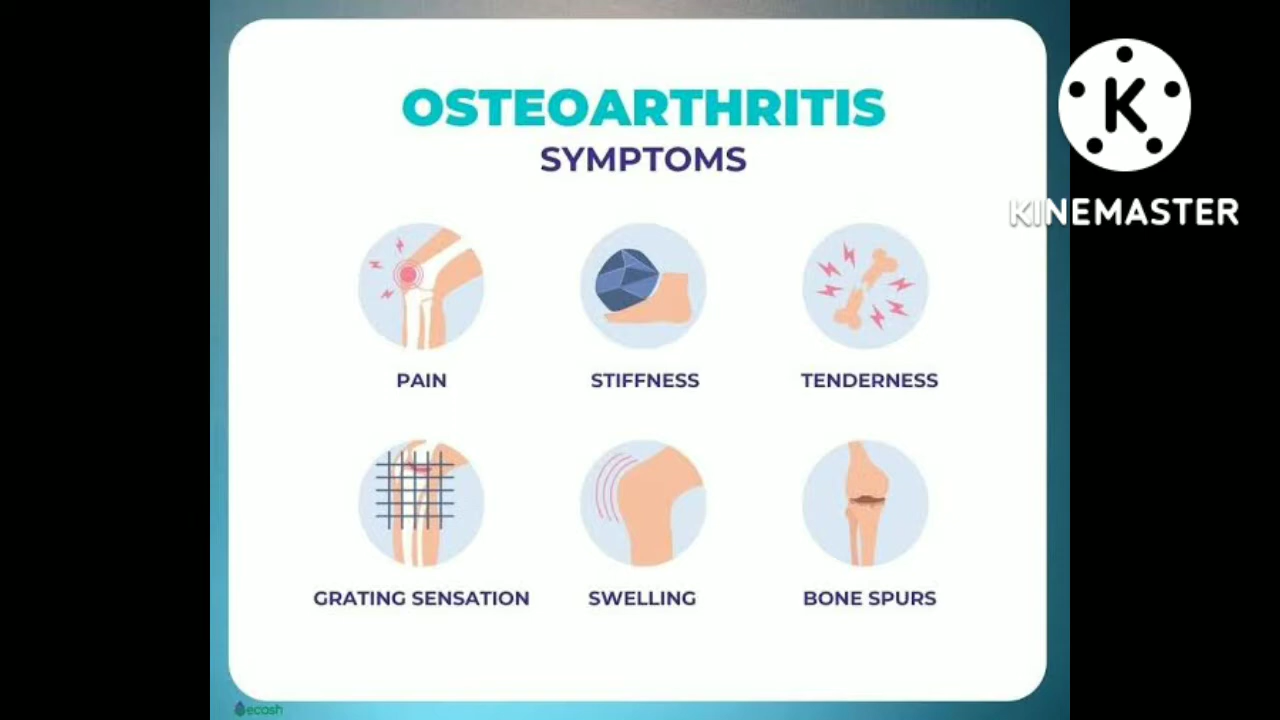 OSTEOARTHRITIS
SYMPTOMS
K
KINEMASTER
PAIN
STIFFNESS
TENDERNESS
GRATING SENSATION
SWELLING
BONE SPURS
ecosh